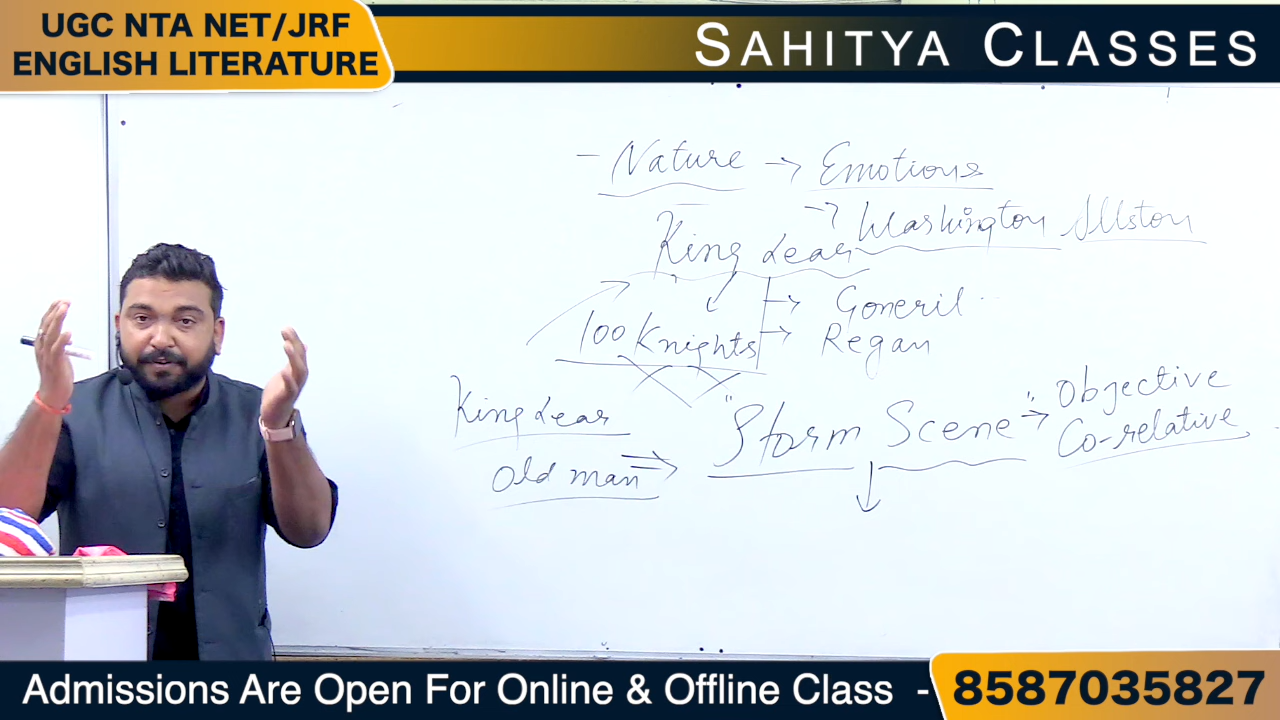 UGC NTA NET/JRF
ENGLISH LITERATURE
SAHITYA CLASSES
- Nature → Emotions
→ Washington Allston
King Lear
100 Knights
→ Goneril
→ Regan
King Lear
Old man
"Storm Scene" → Objective
Co-relative
Admissions Are Open For Online & Offline Class - 8587035827